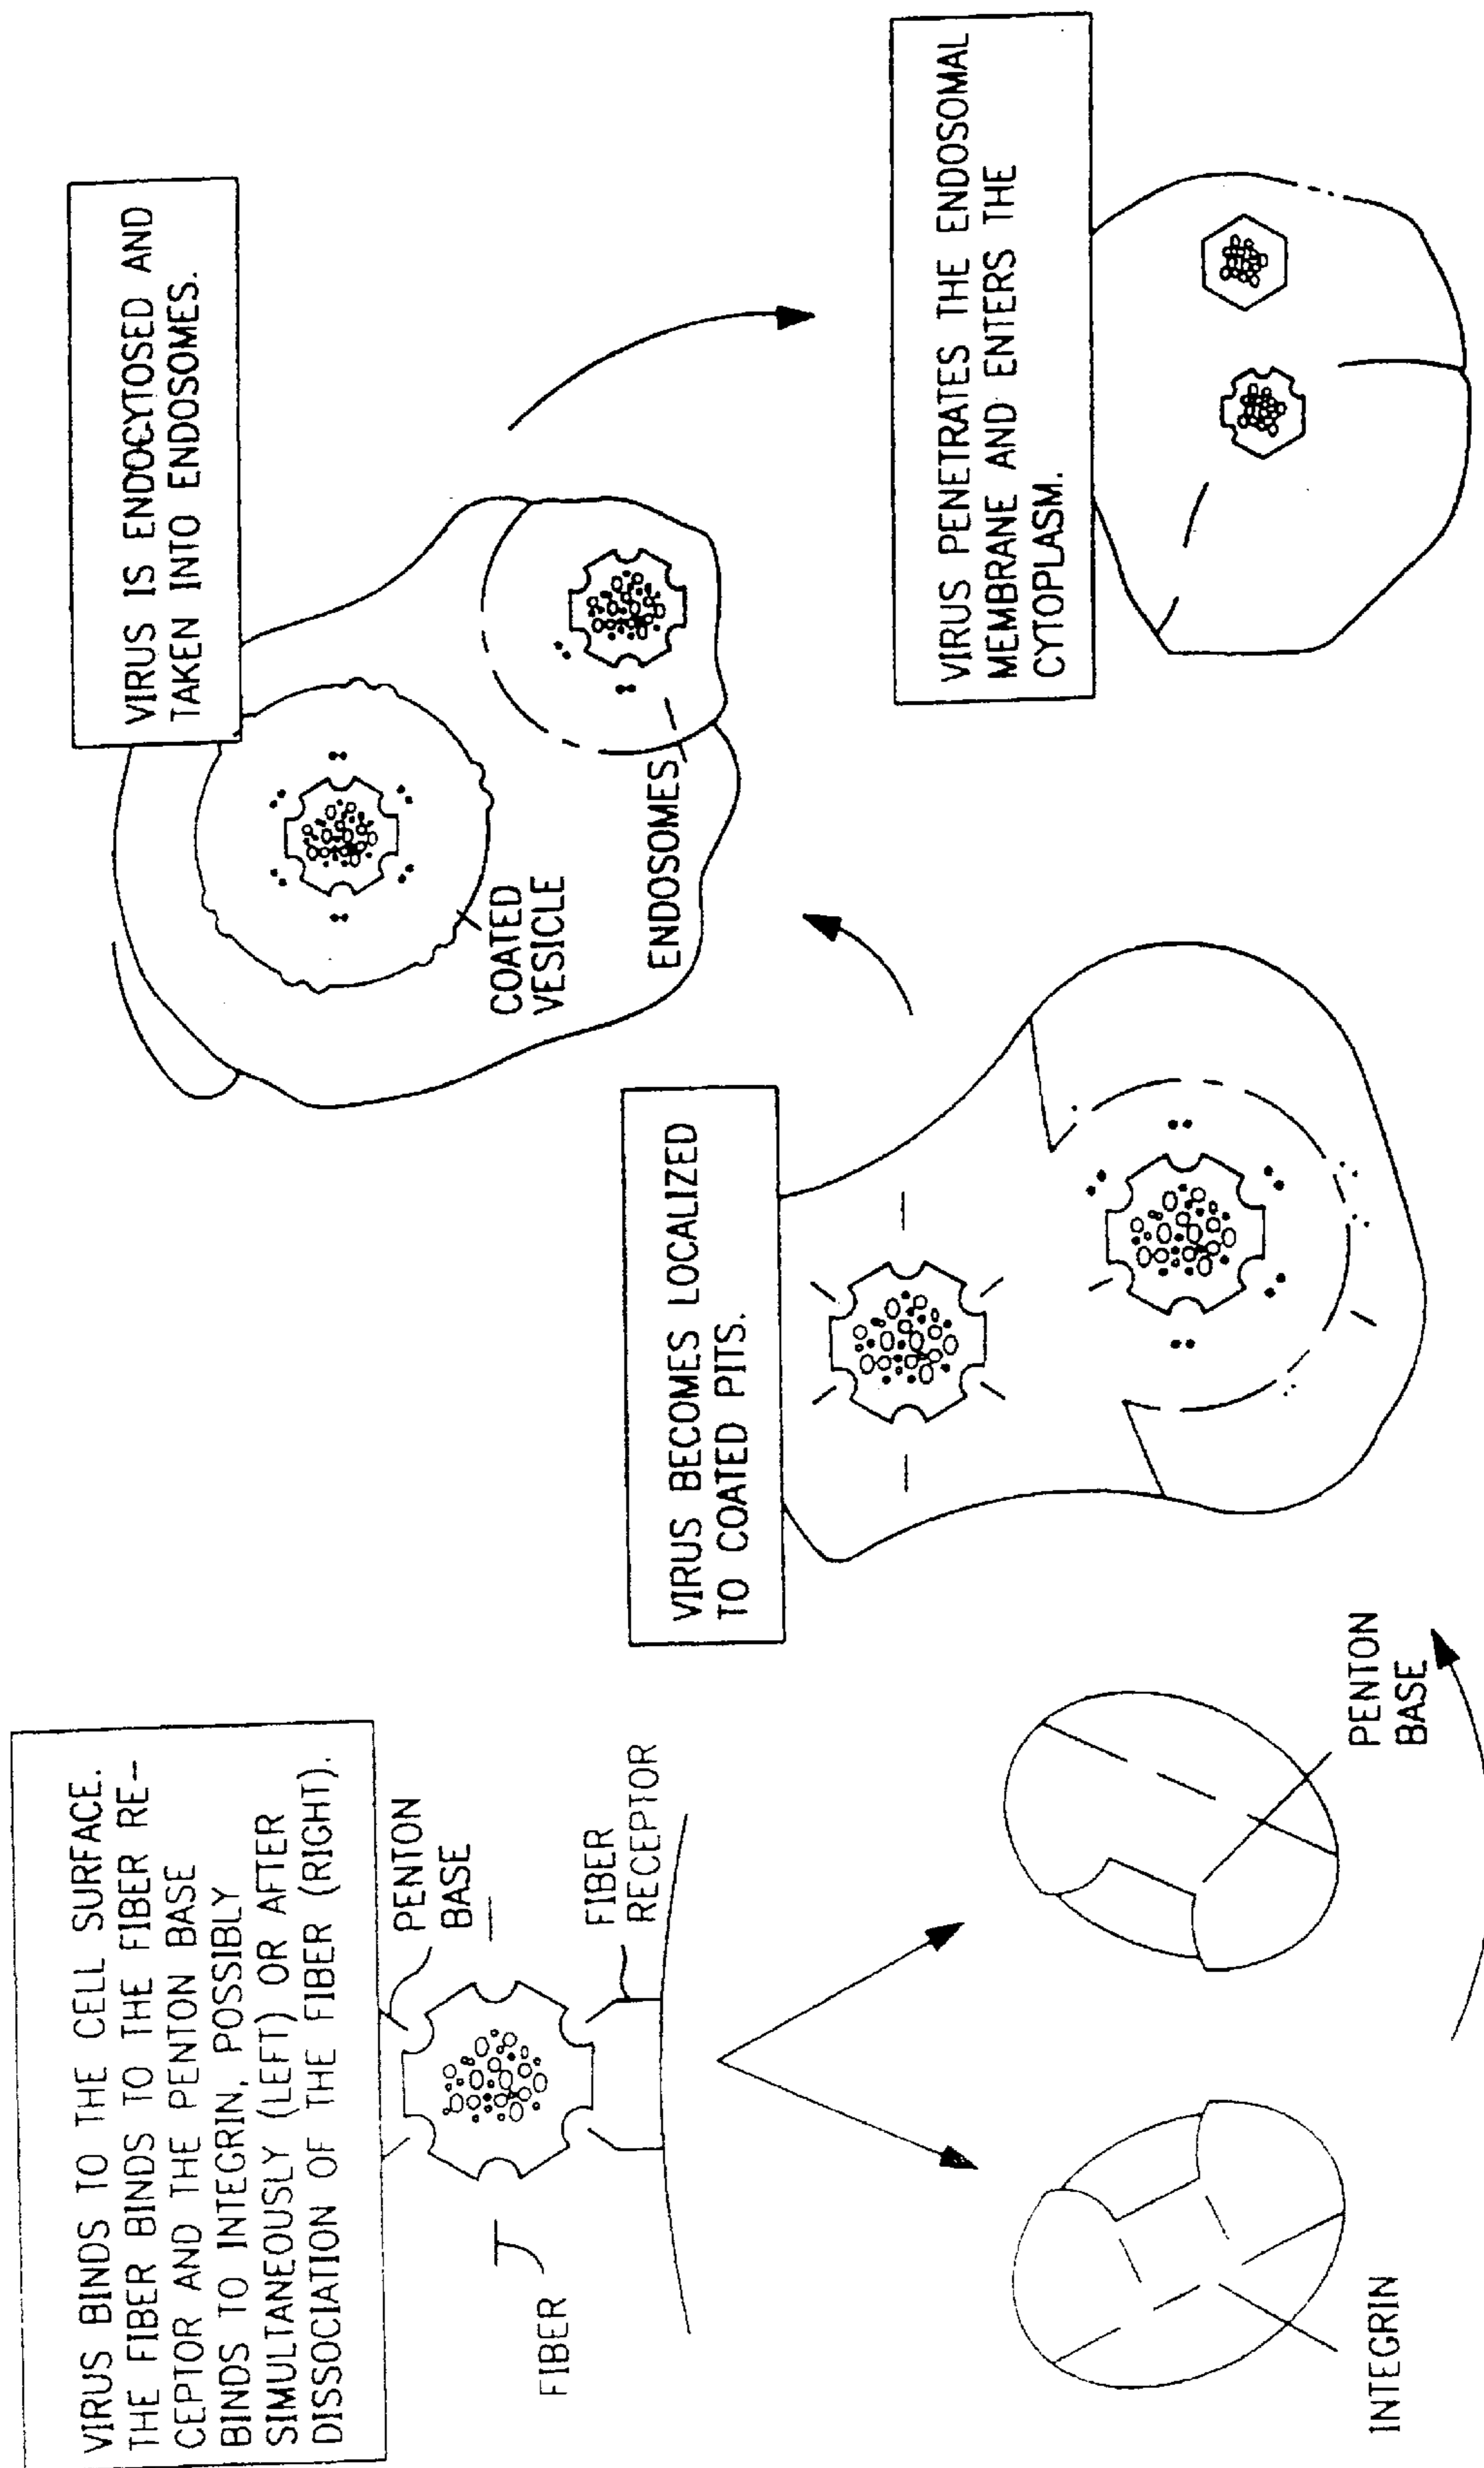 VIRUS BINDS TO THE CELL SURFACE.
THE FIBER BINDS TO THE FIBER RE-
CEPTOR AND THE PENTON BASE
BINDS TO INTEGRIN, POSSIBLY
SIMULTANEOUSLY (LEFT) OR AFTER
DISSOCIATION OF THE FIBER (RIGHT).
PENTON
BASE
FIBER
FIBER
RECEPTOR
INTEGRIN
PENTON
BASE
VIRUS BECOMES LOCALIZED
TO COATED PITS.
VIRUS IS ENDOCYTOSED AND
TAKEN INTO ENDOSOMES.
COATED
VESICLE
ENDOSOMES
VIRUS PENETRATES THE ENDOSOMAL
MEMBRANE AND ENTERS THE
CYTOPLASM.